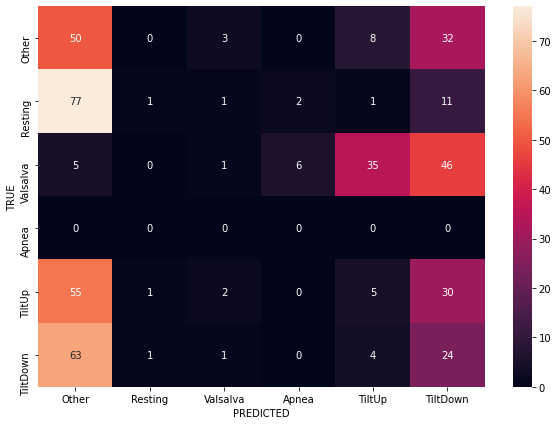 Other 50 0 3 0 8 32
Resting 77 1 1 2 1 11
Valsalva 5 0 1 6 35 46
Apnea 0 0 0 0 0 0
TiltUp 55 1 2 0 5 30
TiltDown 63 1 1 0 4 24
TRUE
Other Resting Valsalva Apnea TiltUp TiltDown
PREDICTED
70
60
50
40
30
20
10
0